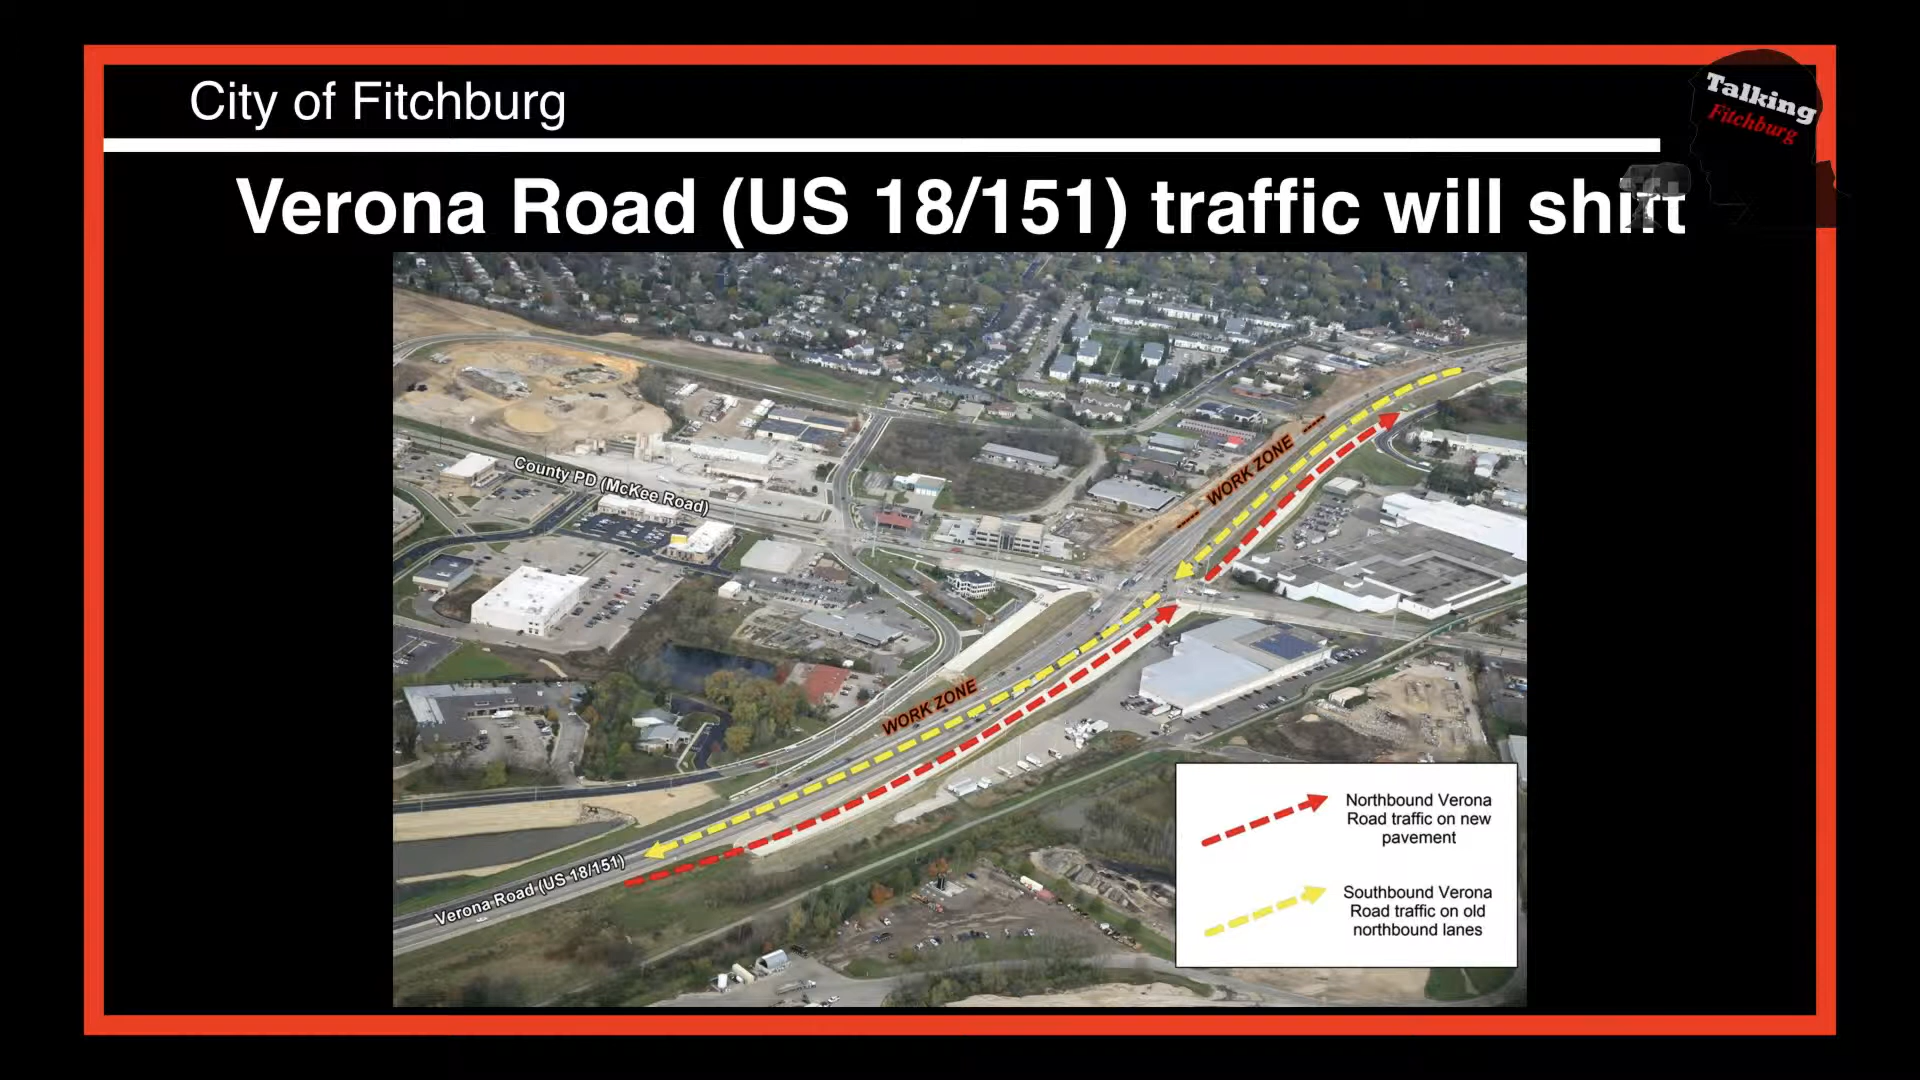 City of Fitchburg
Talking
Fitchburg
Verona Road (US 18/151) traffic will shift
County PD (McKee Road)
WORK ZONE
WORK ZONE
Verona Road (US 18/151)
Northbound Verona
Road traffic on new
pavement
Southbound Verona
Road traffic on old
northbound lanes